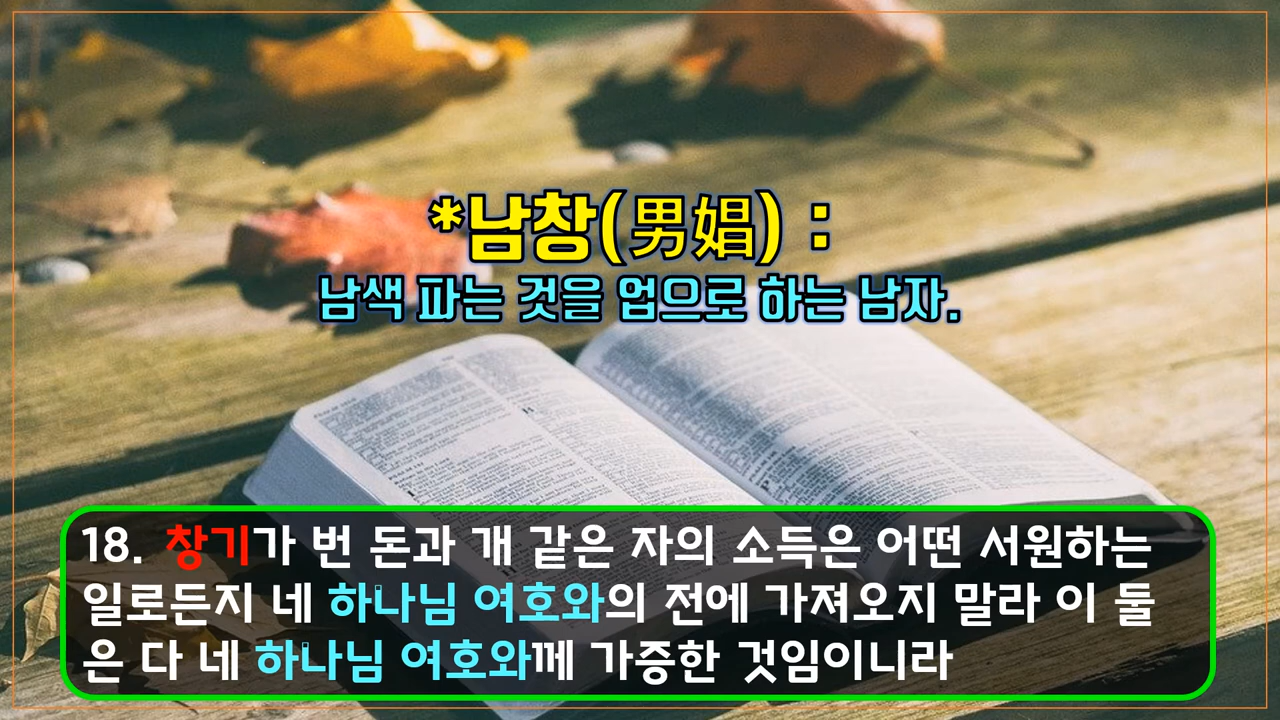 *남창(男娼) :
남색 파는 것을 업으로 하는 남자.
18. 창기가 번 돈과 개 같은 자의 소득은 어떤 서원하는
일로든지 네 하나님 여호와의 전에 가져오지 말라 이 둘
은 다 네 하나님 여호와께 가증한 것임이니라